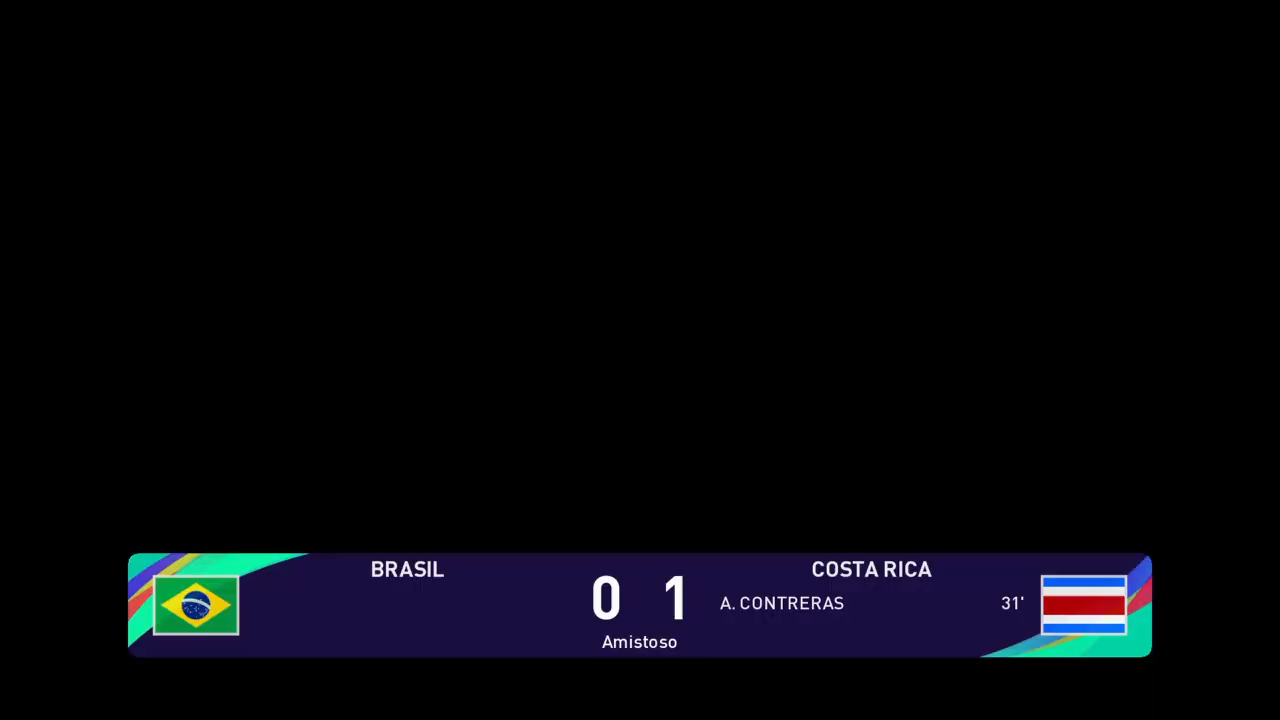 BRASIL
0 1
COSTA RICA
A. CONTRERAS 31'
Amistoso